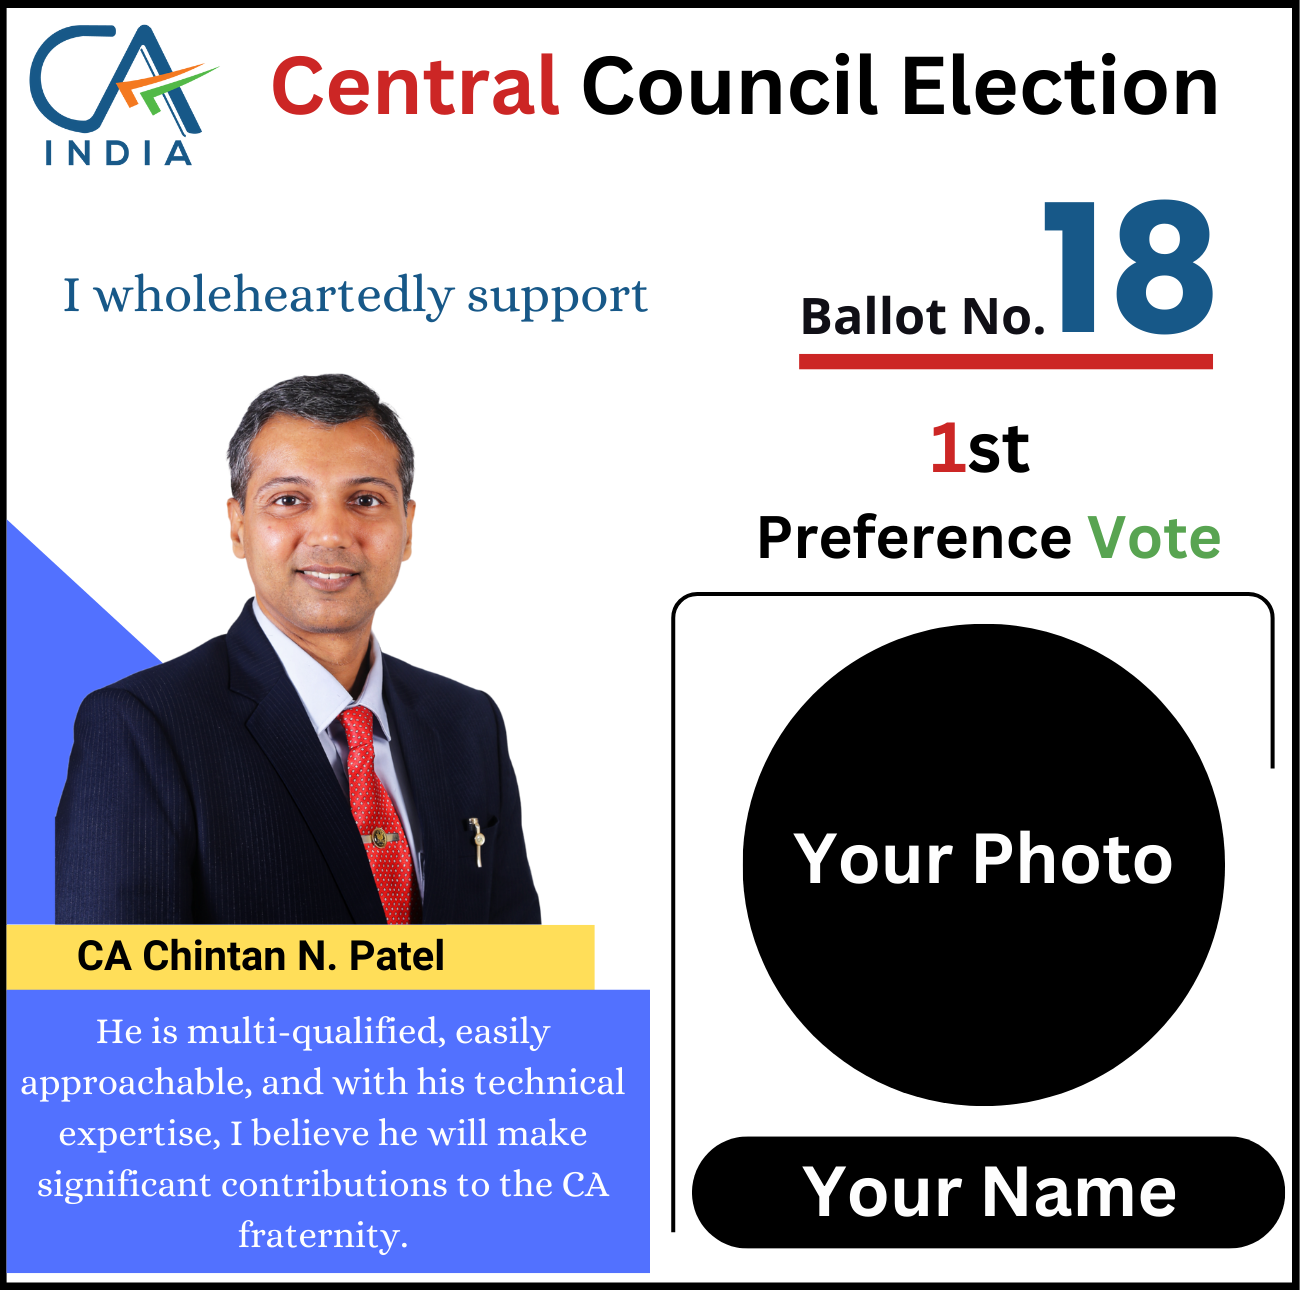 CA
INDIA
Central Council Election
I wholeheartedly support
Ballot No. 18
1st
Preference Vote
Your Photo
Your Name
CA Chintan N. Patel
He is multi-qualified, easily
approachable, and with his technical
expertise, I believe he will make
significant contributions to the CA
fraternity.